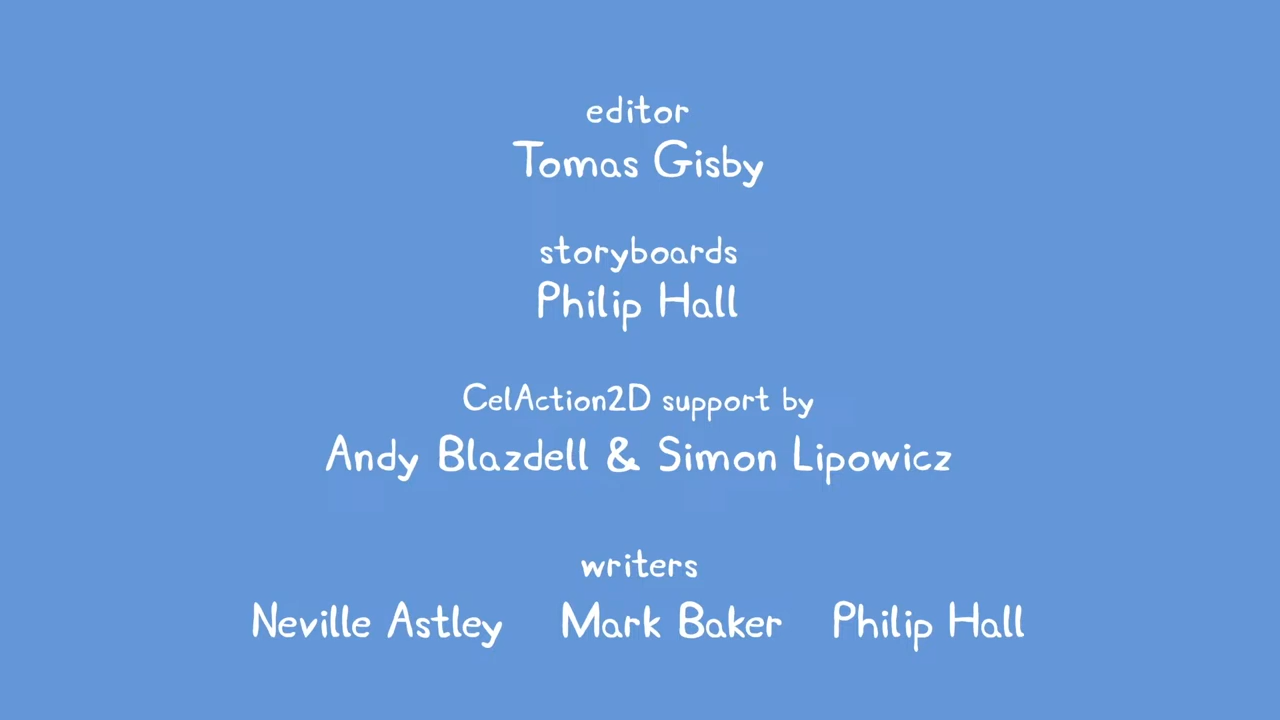 editor
Tomas Gisby
storyboards
Philip Hall
CelAction2D support by
Andy Blazdell & Simon Lipowicz
writers
Neville Astley Mark Baker Philip Hall